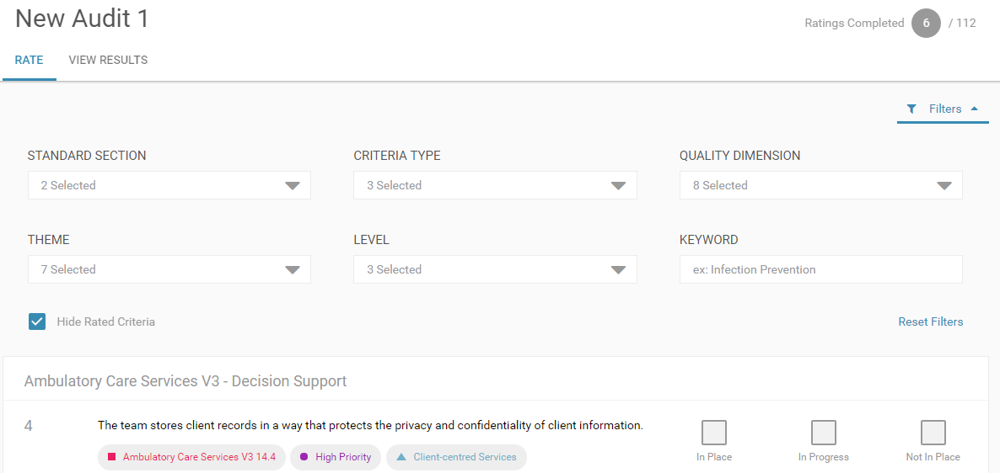 New Audit 1
Ratings Completed 6 / 112
RATE VIEW RESULTS
Filters
STANDARD SECTION CRITERIA TYPE QUALITY DIMENSION
2 Selected 3 Selected 8 Selected
THEME LEVEL KEYWORD
7 Selected 3 Selected ex: Infection Prevention
Hide Rated Criteria Reset Filters
Ambulatory Care Services V3 - Decision Support
4 The team stores client records in a way that protects the privacy and confidentiality of client information.
Ambulatory Care Services V3 14.4 High Priority Client-centred Services In Place In Progress Not In Place